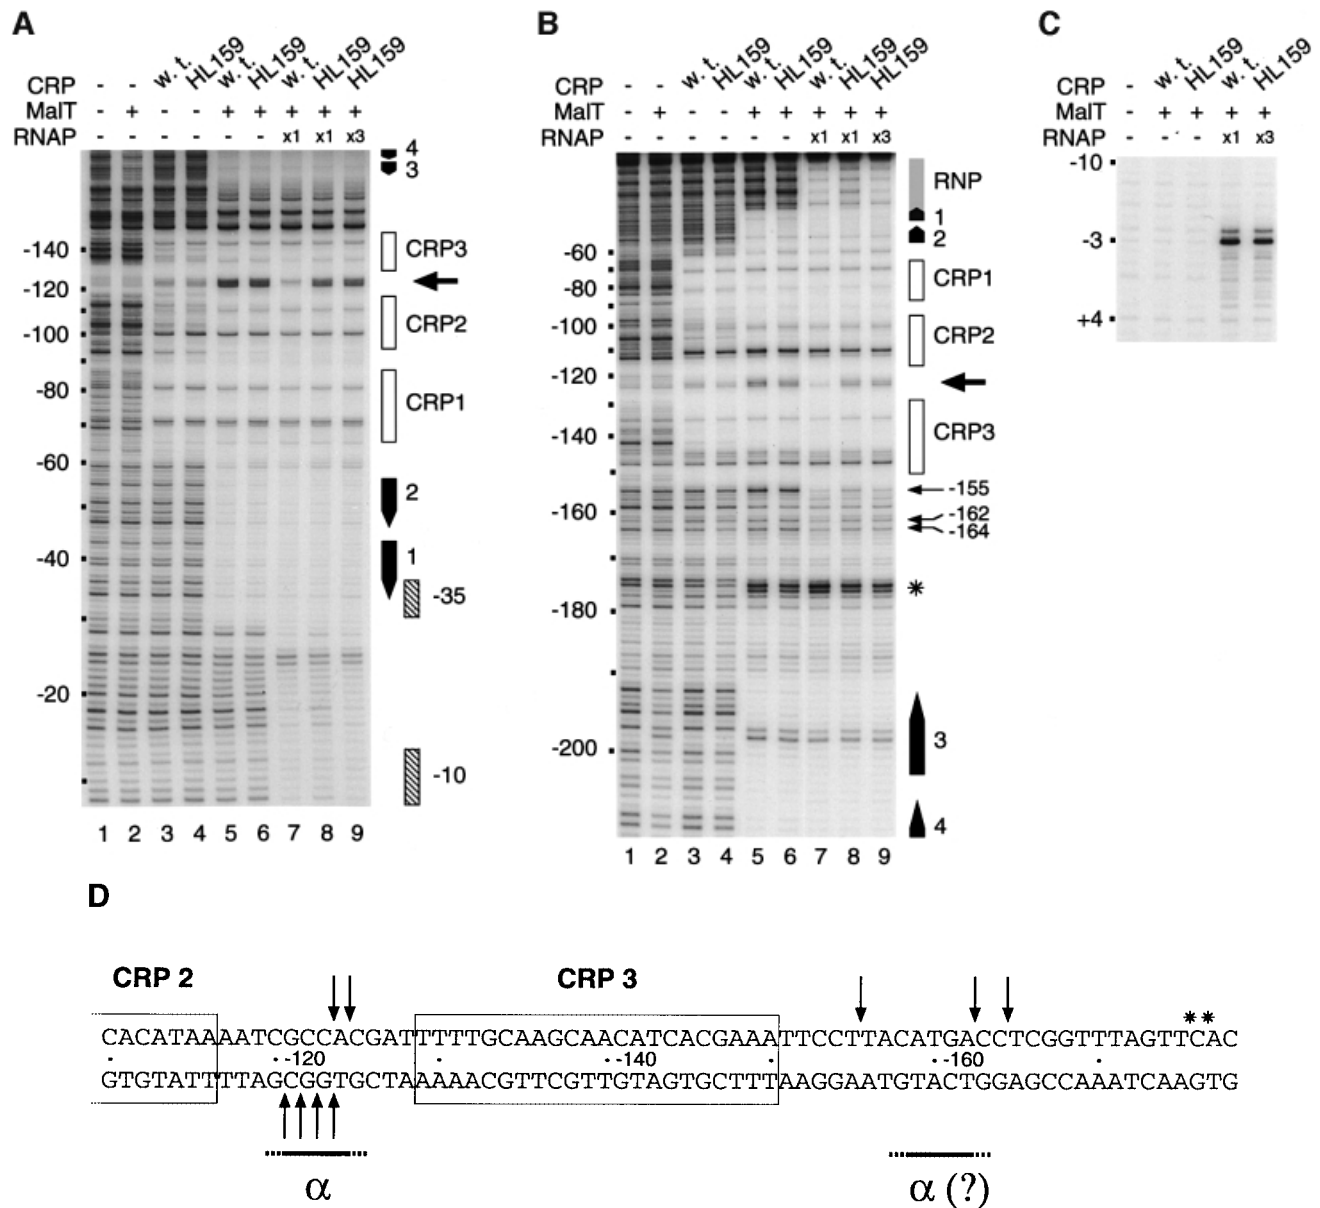 A
CRP - - w. t. HL159 w. t. HL159 w. t. HL159 HL159
MalT - + - - + + + + +
RNAP - - - - - - x1 x1 x3
4
3
-140
CRP3
-120
CRP2
-100
-80
CRP1
-60
2
-40
1
-35
-20
-10
1 2 3 4 5 6 7 8 9
B
CRP - - w. t. HL159 w. t. HL159 w. t. HL159 HL159
MalT - + - - + + + + +
RNAP - - - - - - x1 x1 x3
RNP
1
2
-60
CRP1
-80
-100
CRP2
-120
-140
CRP3
-155
-160
-162
-164
*
-180
3
-200
4
1 2 3 4 5 6 7 8 9
C
CRP - w. t. HL159 w. t. HL159
MalT - + + + +
RNAP - - - x1 x3
-10
-3
+4
D
CRP 2 CRP 3
**
CACATAAAATCGCCACGATTTTTGCAAGCAACATCACGAAATTCCTTACATGACCTCGGTTTAGTTCAC
· ·-120 · ·-140 · ·-160 ·
GTGTATTTTAGCGGTGCTAAAAACGTTCGTTGTAGTGCTTTAAGGAATGTACTGGAGCCAAATCAAGTG
α α (?)